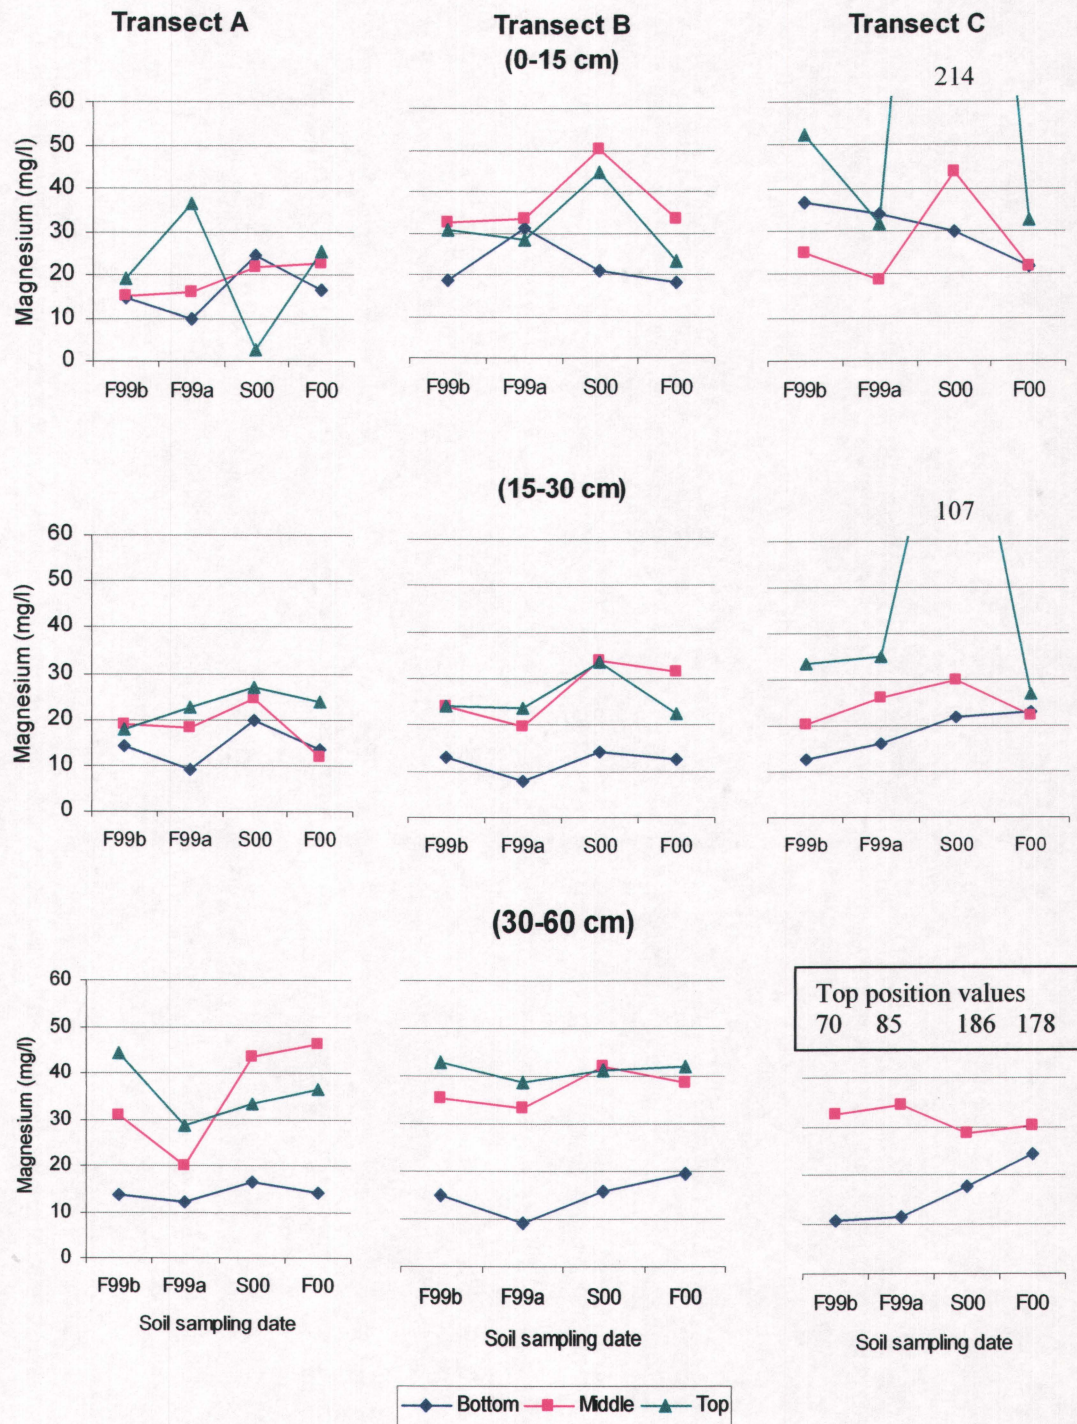 Transect A
Transect B
Transect C
(0-15 cm)
214
Magnesium (mg/l)
60
50
40
30
20
10
0
F99b F99a S00 F00
F99b F99a S00 F00
F99b F99a S00 F00
(15-30 cm)
107
Magnesium (mg/l)
60
50
40
30
20
10
0
F99b F99a S00 F00
F99b F99a S00 F00
F99b F99a S00 F00
(30-60 cm)
Magnesium (mg/l)
60
50
40
30
20
10
0
Top position values
70 85 186 178
F99b F99a S00 F00
F99b F99a S00 F00
F99b F99a S00 F00
Soil sampling date
Soil sampling date
Soil sampling date
Bottom Middle Top